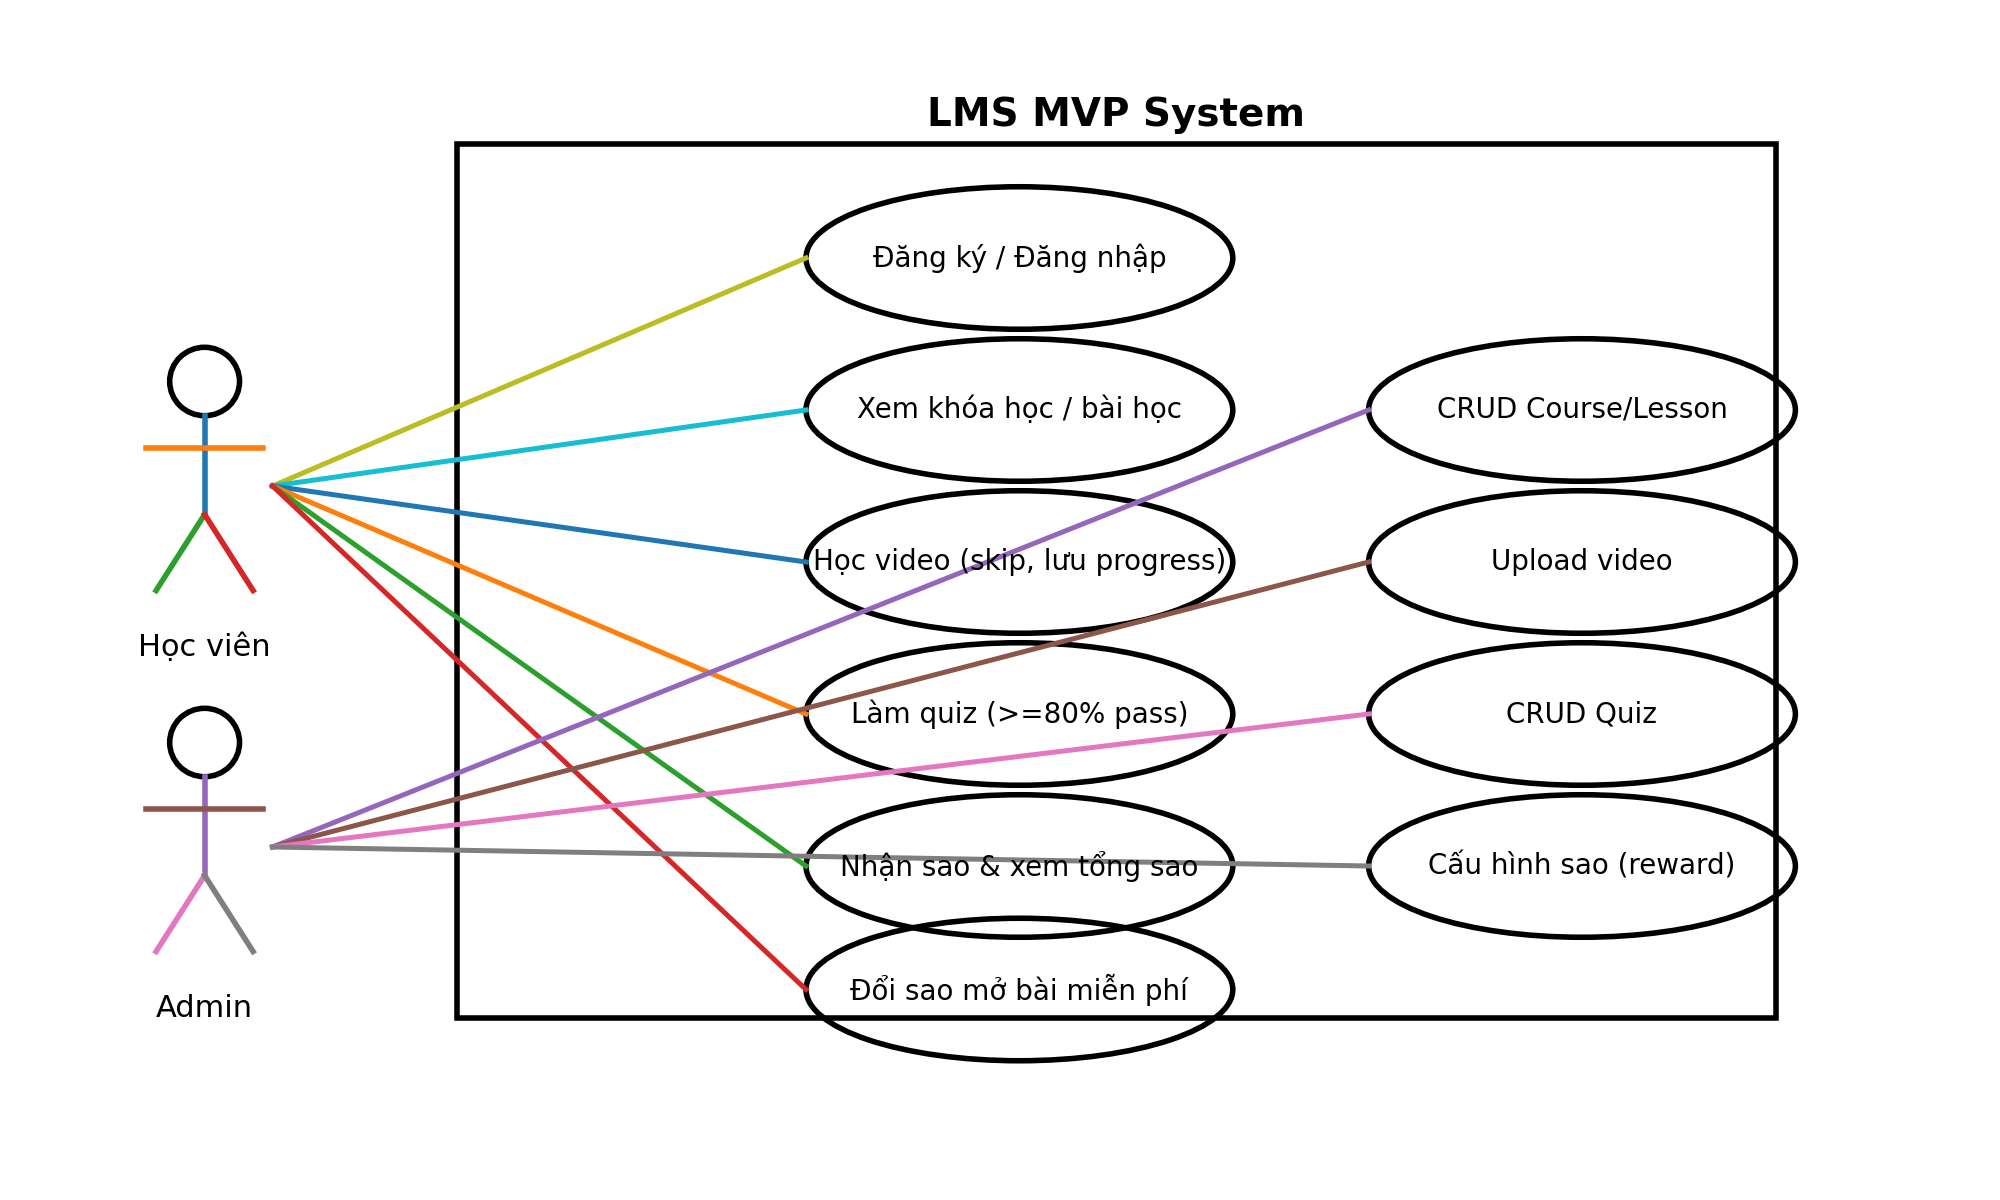 LMS MVP System
Đăng ký / Đăng nhập
Xem khóa học / bài học
CRUD Course/Lesson
Học video (skip, lưu progress)
Upload video
Học viên
Làm quiz (>=80% pass)
CRUD Quiz
Nhận sao & xem tổng sao
Cấu hình sao (reward)
Đổi sao mở bài miễn phí
Admin